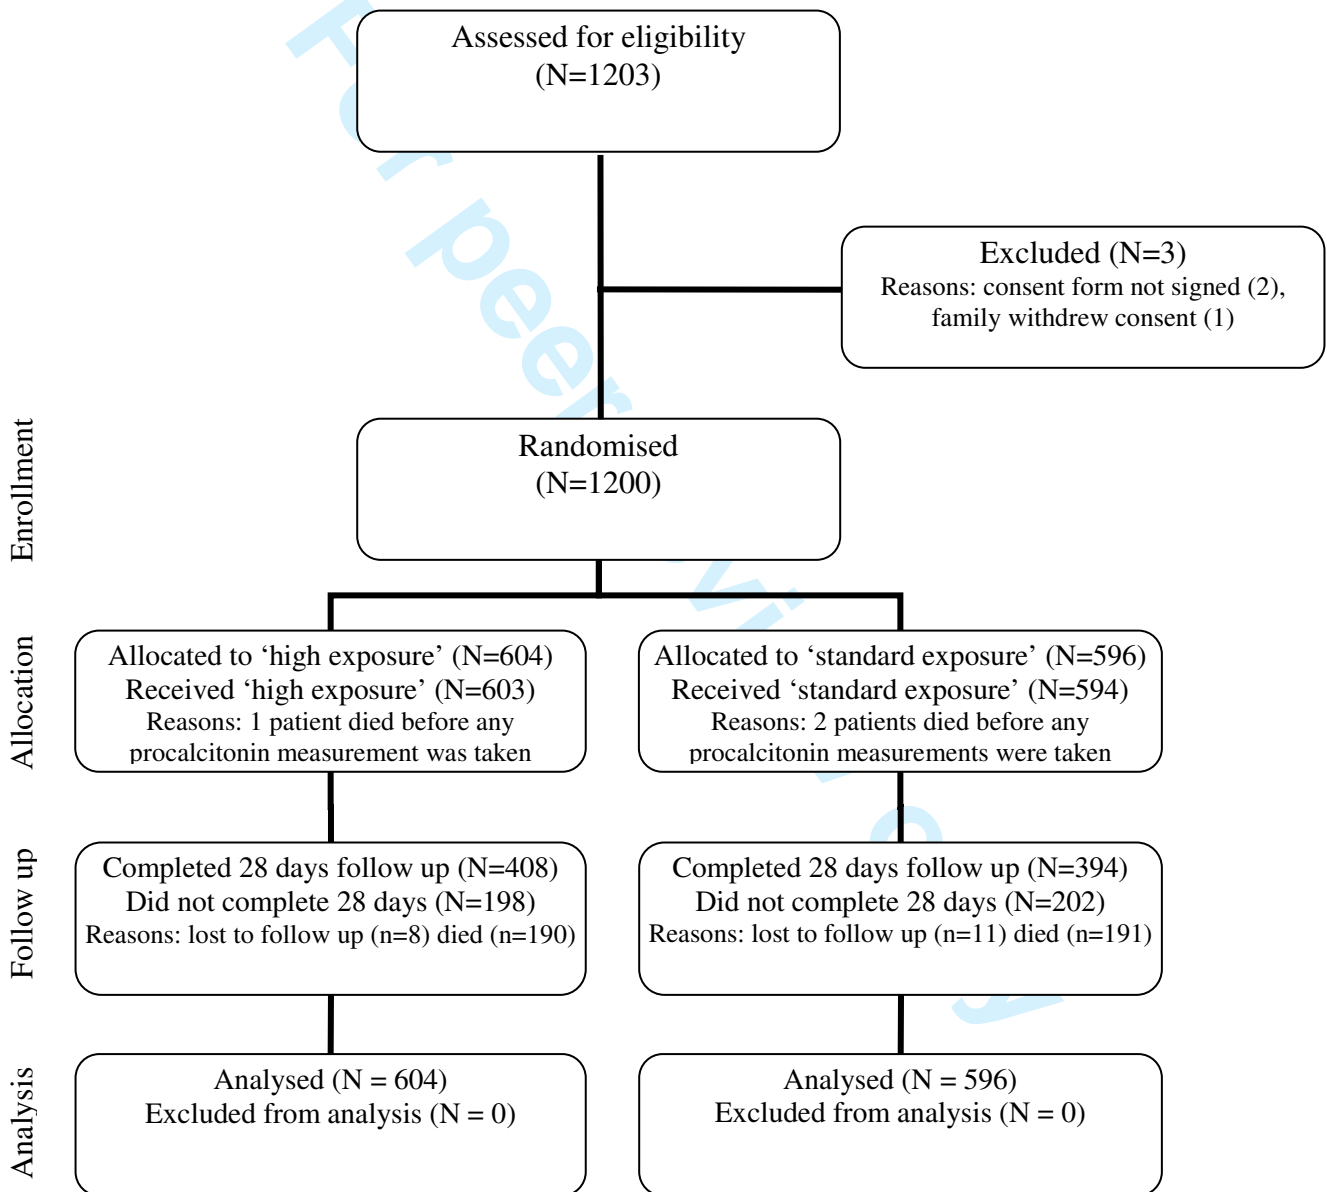 Assessed for eligibility
(N=1203)
Excluded (N=3)
Reasons: consent form not signed (2),
family withdrew consent (1)
Enrollment
Randomised
(N=1200)
Allocation
Allocated to ‘high exposure’ (N=604)
Received ‘high exposure’ (N=603)
Reasons: 1 patient died before any
procalcitonin measurement was taken
Allocated to ‘standard exposure’ (N=596)
Received ‘standard exposure’ (N=594)
Reasons: 2 patients died before any
procalcitonin measurements were taken
Follow up
Completed 28 days follow up (N=408)
Did not complete 28 days (N=198)
Reasons: lost to follow up (n=8) died (n=190)
Completed 28 days follow up (N=394)
Did not complete 28 days (N=202)
Reasons: lost to follow up (n=11) died (n=191)
Analysis
Analysed (N = 604)
Excluded from analysis (N = 0)
Analysed (N = 596)
Excluded from analysis (N = 0)
For peer